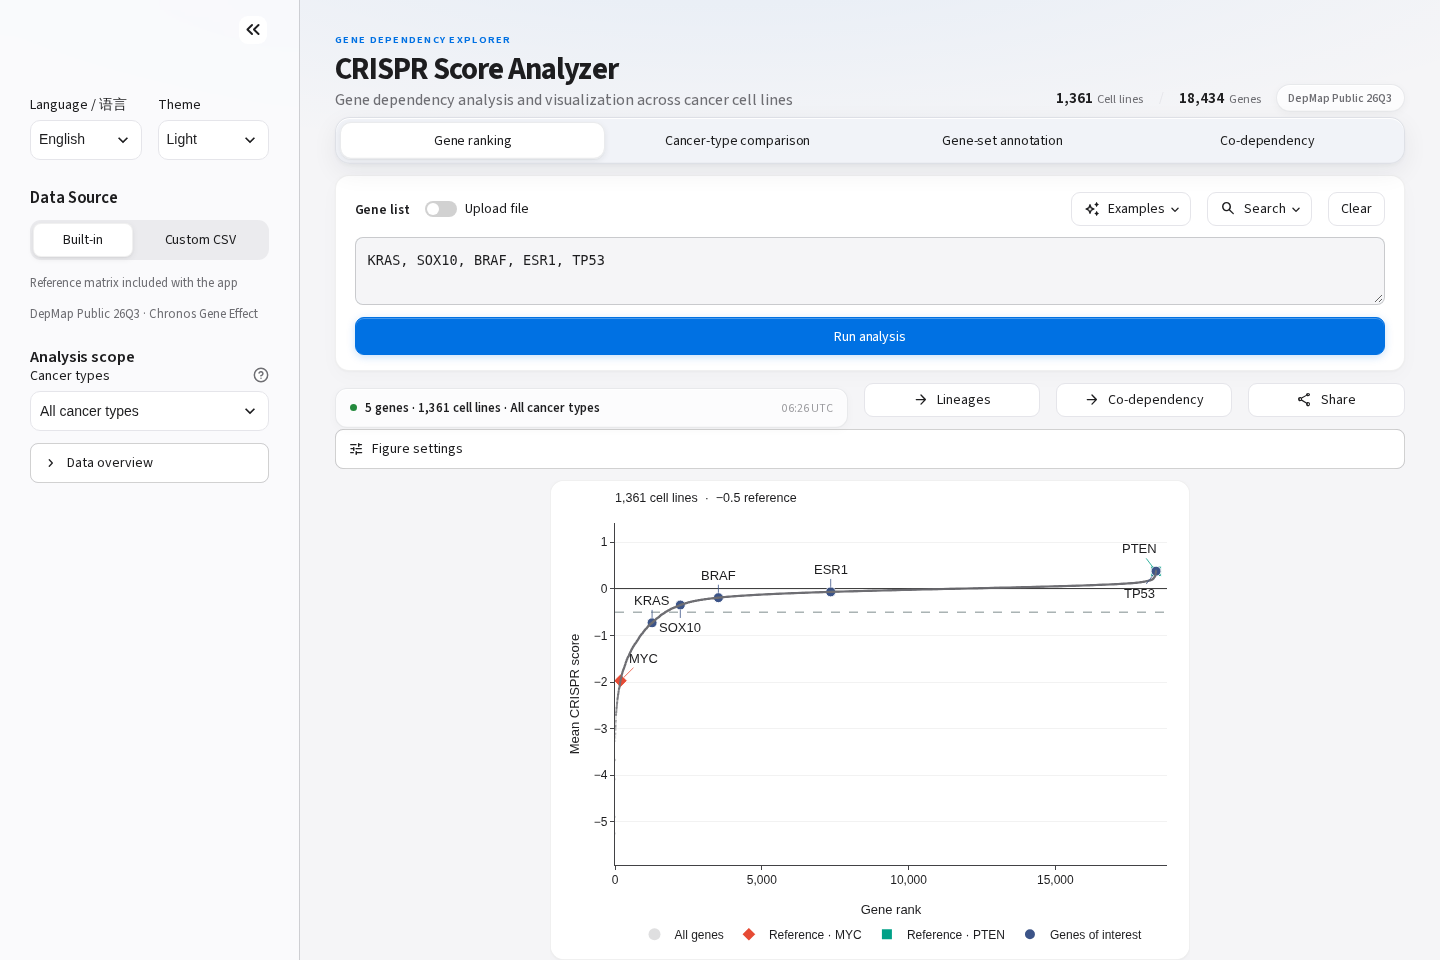 Language / 语言
Theme
English
Light
Data Source
Built-in
Custom CSV
Reference matrix included with the app
DepMap Public 26Q3 · Chronos Gene Effect
Analysis scope
Cancer types
All cancer types
Data overview
GENE DEPENDENCY EXPLORER
CRISPR Score Analyzer
Gene dependency analysis and visualization across cancer cell lines
1,361 Cell lines / 18,434 Genes
DepMap Public 26Q3
Gene ranking
Cancer-type comparison
Gene-set annotation
Co-dependency
Gene list
Upload file
Examples
Search
Clear
KRAS, SOX10, BRAF, ESR1, TP53
Run analysis
5 genes · 1,361 cell lines · All cancer types
06:26 UTC
Lineages
Co-dependency
Share
Figure settings
1,361 cell lines · −0.5 reference
Mean CRISPR score
1
0
−1
−2
−3
−4
−5
MYC
KRAS
SOX10
BRAF
ESR1
PTEN
TP53
0
5,000
10,000
15,000
Gene rank
All genes
Reference · MYC
Reference · PTEN
Genes of interest